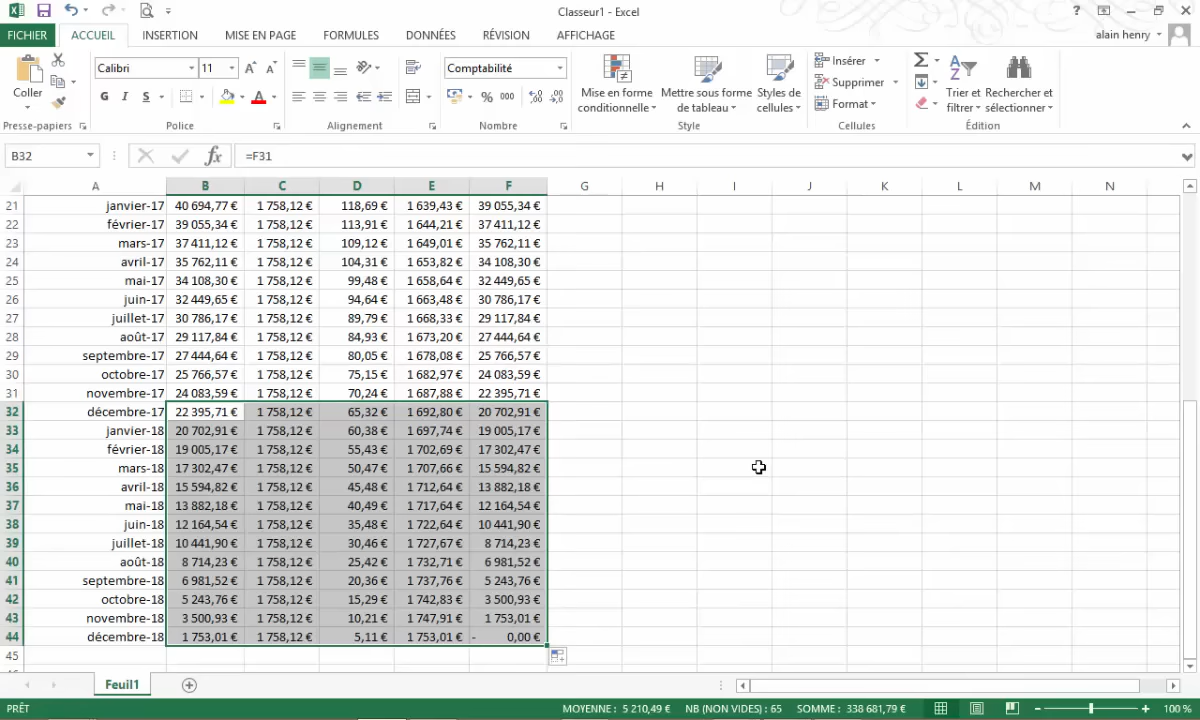 Classeur1 - Excel
?
FICHIER ACCUEIL INSERTION MISE EN PAGE FORMULES DONNÉES RÉVISION AFFICHAGE alain henry
Calibri 11 Comptabilité Insérer Σ
Coller G I S A % 000 Mise en forme conditionnelle Mettre sous forme de tableau Styles de cellules Supprimer Format Trier et filtrer Rechercher et sélectionner
Presse-papiers Police Alignement Nombre Style Cellules Édition
B32 fx =F31
A B C D E F G H I J K L M N
21 janvier-17 40 694,77 € 1 758,12 € 118,69 € 1 639,43 € 39 055,34 €
22 février-17 39 055,34 € 1 758,12 € 113,91 € 1 644,21 € 37 411,12 €
23 mars-17 37 411,12 € 1 758,12 € 109,12 € 1 649,01 € 35 762,11 €
24 avril-17 35 762,11 € 1 758,12 € 104,31 € 1 653,82 € 34 108,30 €
25 mai-17 34 108,30 € 1 758,12 € 99,48 € 1 658,64 € 32 449,65 €
26 juin-17 32 449,65 € 1 758,12 € 94,64 € 1 663,48 € 30 786,17 €
27 juillet-17 30 786,17 € 1 758,12 € 89,79 € 1 668,33 € 29 117,84 €
28 août-17 29 117,84 € 1 758,12 € 84,93 € 1 673,20 € 27 444,64 €
29 septembre-17 27 444,64 € 1 758,12 € 80,05 € 1 678,08 € 25 766,57 €
30 octobre-17 25 766,57 € 1 758,12 € 75,15 € 1 682,97 € 24 083,59 €
31 novembre-17 24 083,59 € 1 758,12 € 70,24 € 1 687,88 € 22 395,71 €
32 décembre-17 22 395,71 € 1 758,12 € 65,32 € 1 692,80 € 20 702,91 €
33 janvier-18 20 702,91 € 1 758,12 € 60,38 € 1 697,74 € 19 005,17 €
34 février-18 19 005,17 € 1 758,12 € 55,43 € 1 702,69 € 17 302,47 €
35 mars-18 17 302,47 € 1 758,12 € 50,47 € 1 707,66 € 15 594,82 €
36 avril-18 15 594,82 € 1 758,12 € 45,48 € 1 712,64 € 13 882,18 €
37 mai-18 13 882,18 € 1 758,12 € 40,49 € 1 717,64 € 12 164,54 €
38 juin-18 12 164,54 € 1 758,12 € 35,48 € 1 722,64 € 10 441,90 €
39 juillet-18 10 441,90 € 1 758,12 € 30,46 € 1 727,67 € 8 714,23 €
40 août-18 8 714,23 € 1 758,12 € 25,42 € 1 732,71 € 6 981,52 €
41 septembre-18 6 981,52 € 1 758,12 € 20,36 € 1 737,76 € 5 243,76 €
42 octobre-18 5 243,76 € 1 758,12 € 15,29 € 1 742,83 € 3 500,93 €
43 novembre-18 3 500,93 € 1 758,12 € 10,21 € 1 747,91 € 1 753,01 €
44 décembre-18 1 753,01 € 1 758,12 € 5,11 € 1 753,01 € - 0,00 €
45
Feuil1
PRÊT MOYENNE : 5 210,49 € NB (NON VIDES) : 65 SOMME : 338 681,79 € 100 %